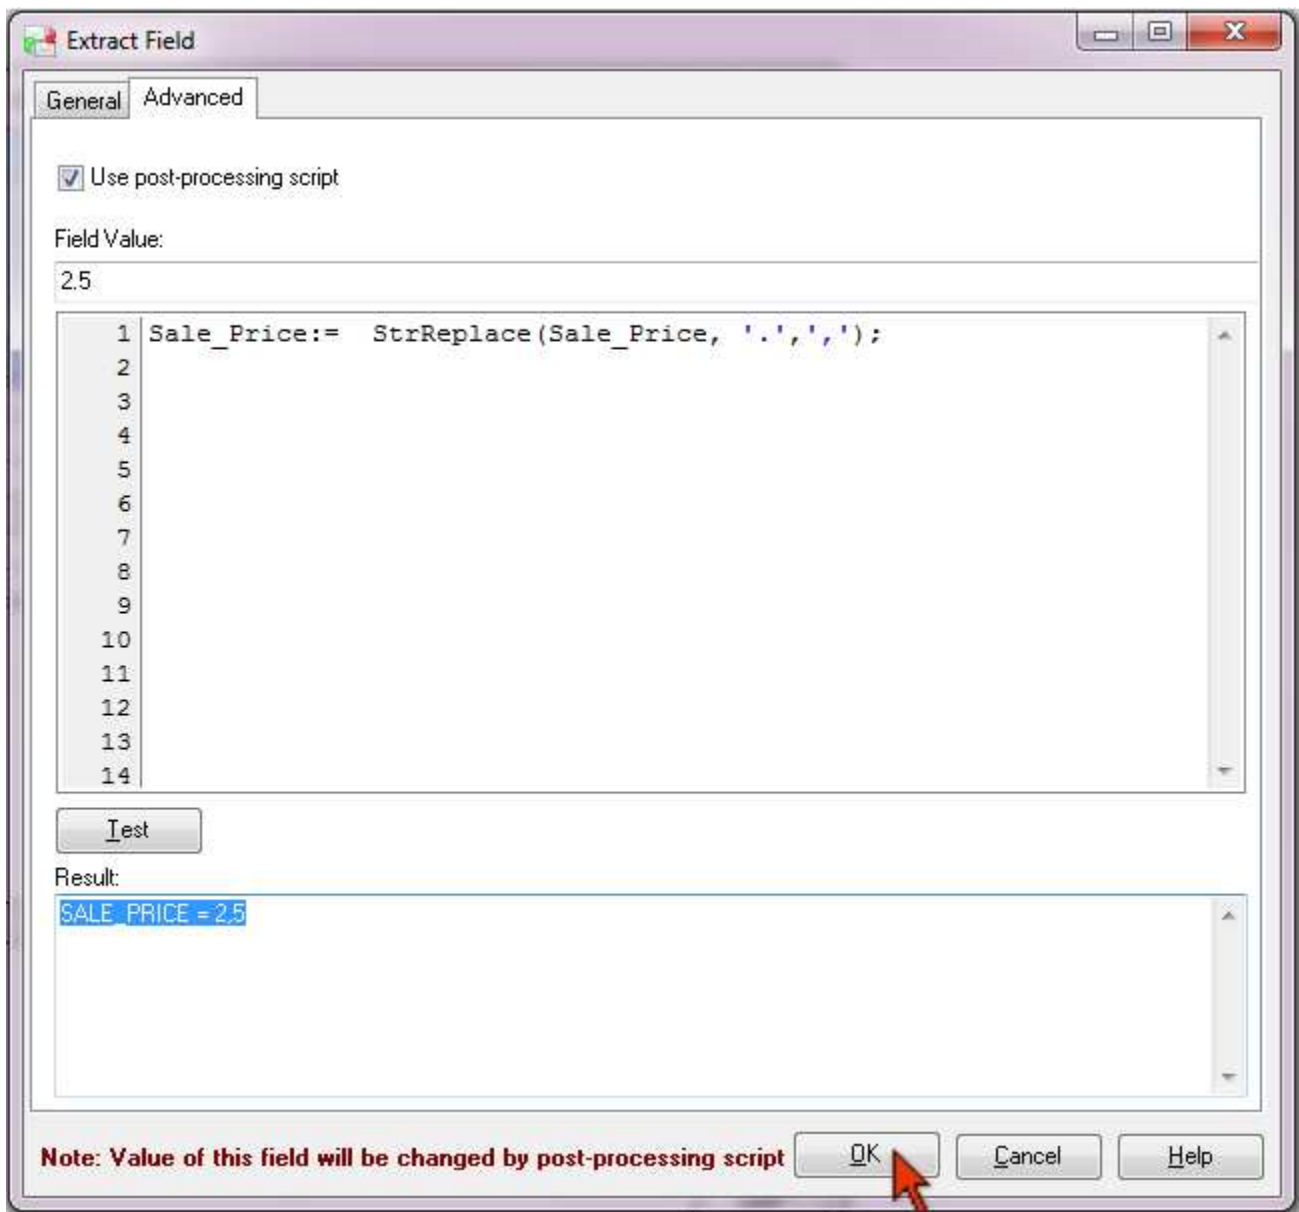 Extract Field
General Advanced
Use post-processing script
Field Value:
2.5
1 Sale_Price:=  StrReplace(Sale_Price, '.',',');
2
3
4
5
6
7
8
9
10
11
12
13
14
Test
Result:
SALE_PRICE = 2,5
Note: Value of this field will be changed by post-processing script OK Cancel Help